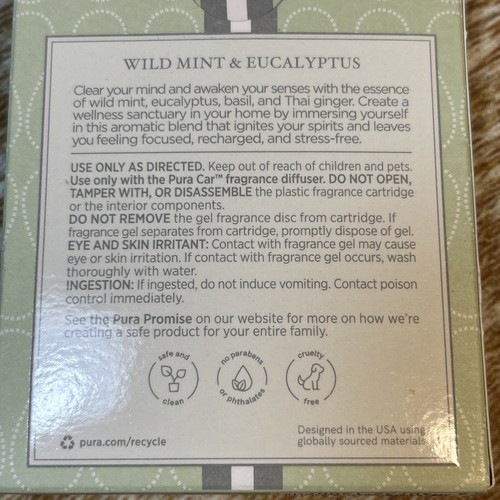 WILD MINT & EUCALYPTUS
Clear your mind and awaken your senses with the essence
of wild mint, eucalyptus, basil, and Thai ginger. Create a
wellness sanctuary in your home by immersing yourself
in this aromatic blend that ignites your spirits and leaves
you feeling focused, recharged, and stress-free.
USE ONLY AS DIRECTED. Keep out of reach of children and pets.
Use only with the Pura Car™ fragrance diffuser. DO NOT OPEN,
TAMPER WITH, OR DISASSEMBLE the plastic fragrance cartridge
or the interior components.
DO NOT REMOVE the gel fragrance disc from cartridge. If
fragrance gel separates from cartridge, promptly dispose of gel.
EYE AND SKIN IRRITANT: Contact with fragrance gel may cause
eye or skin irritation. If contact with fragrance gel occurs, wash
thoroughly with water.
INGESTION: If ingested, do not induce vomiting. Contact poison
control immediately.
See the Pura Promise on our website for more on how we're
creating a safe product for your entire family.
safe and
clean
no parabens
or phthalates
cruelty
free
pura.com/recycle
Designed in the USA using
globally sourced materials